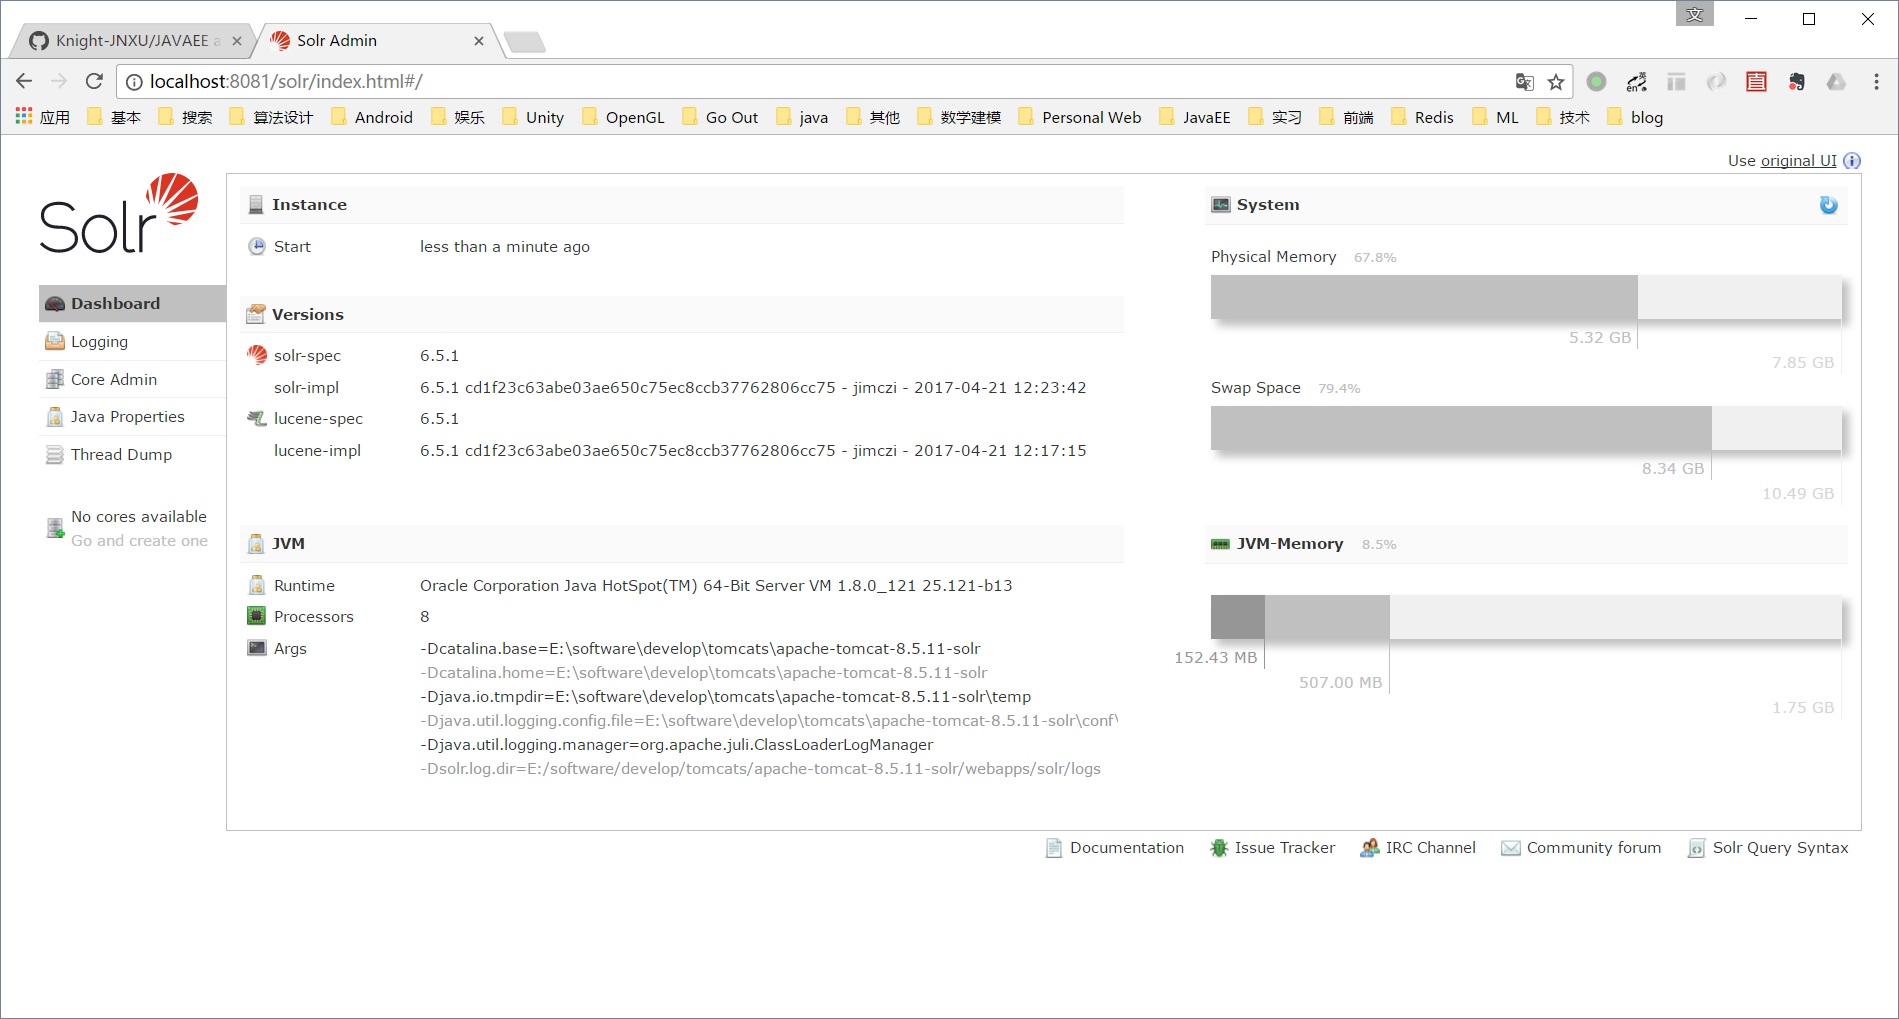 文
Knight-JNXU/JAVAEE
Solr Admin
localhost:8081/solr/index.html#/
应用 基本 搜索 算法设计 Android 娱乐 Unity OpenGL Go Out java 其他 数学建模 Personal Web JavaEE 实习 前端 Redis ML 技术 blog
Use original UI
Solr
Dashboard
Logging
Core Admin
Java Properties
Thread Dump
No cores available
Go and create one
Instance
Start less than a minute ago
Versions
solr-spec 6.5.1
solr-impl 6.5.1 cd1f23c63abe03ae650c75ec8ccb37762806cc75 - jimczi - 2017-04-21 12:23:42
lucene-spec 6.5.1
lucene-impl 6.5.1 cd1f23c63abe03ae650c75ec8ccb37762806cc75 - jimczi - 2017-04-21 12:17:15
JVM
Runtime Oracle Corporation Java HotSpot(TM) 64-Bit Server VM 1.8.0_121 25.121-b13
Processors 8
Args -Dcatalina.base=E:\software\develop\tomcats\apache-tomcat-8.5.11-solr
-Dcatalina.home=E:\software\develop\tomcats\apache-tomcat-8.5.11-solr
-Djava.io.tmpdir=E:\software\develop\tomcats\apache-tomcat-8.5.11-solr\temp
-Djava.util.logging.config.file=E:\software\develop\tomcats\apache-tomcat-8.5.11-solr\conf\
-Djava.util.logging.manager=org.apache.juli.ClassLoaderLogManager
-Dsolr.log.dir=E:/software/develop/tomcats/apache-tomcat-8.5.11-solr/webapps/solr/logs
System
Physical Memory 67.8%
5.32 GB
7.85 GB
Swap Space 79.4%
8.34 GB
10.49 GB
JVM-Memory 8.5%
152.43 MB
507.00 MB
1.75 GB
Documentation Issue Tracker IRC Channel Community forum Solr Query Syntax